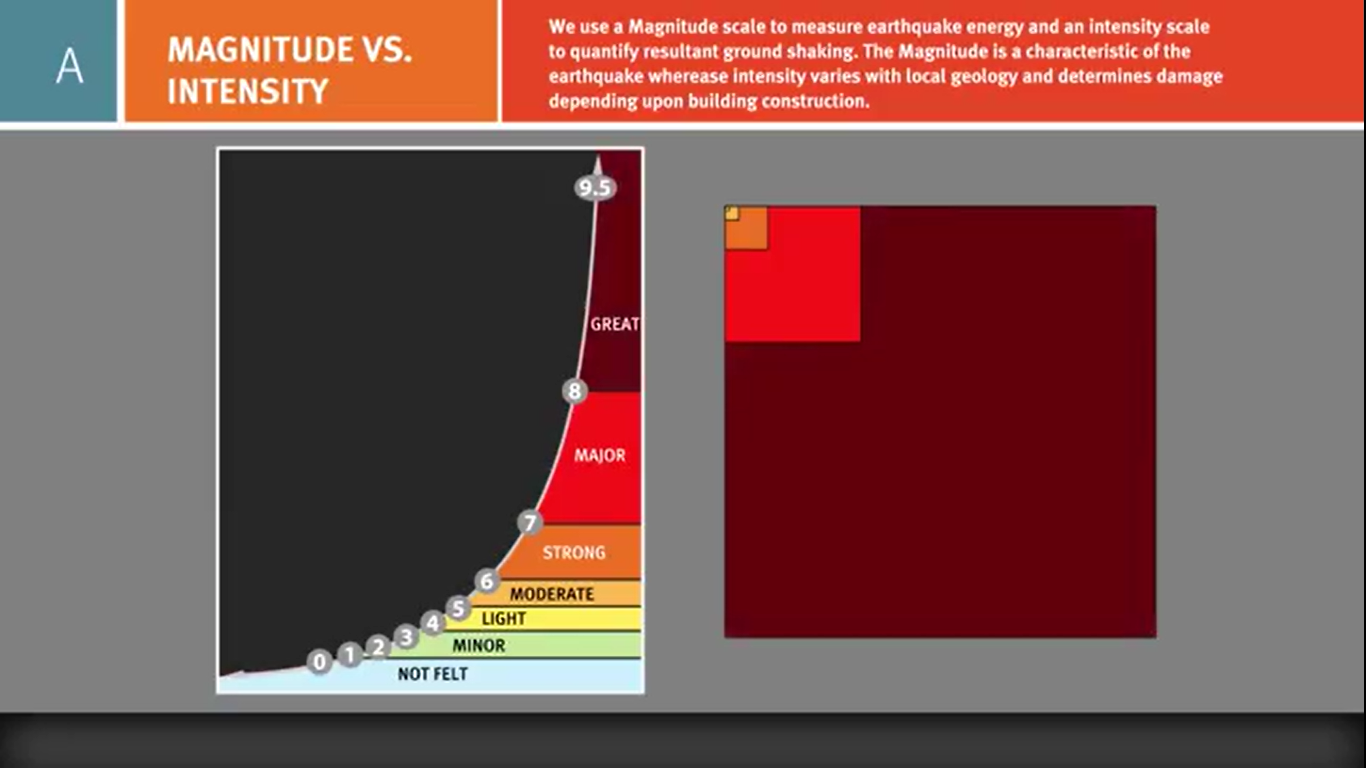 A
MAGNITUDE VS.
INTENSITY
We use a Magnitude scale to measure earthquake energy and an intensity scale
to quantify resultant ground shaking. The Magnitude is a characteristic of the
earthquake wherease intensity varies with local geology and determines damage
depending upon building construction.
9.5
GREAT
8
MAJOR
7
STRONG
6
MODERATE
5
LIGHT
4
3
MINOR
2
1
0
NOT FELT